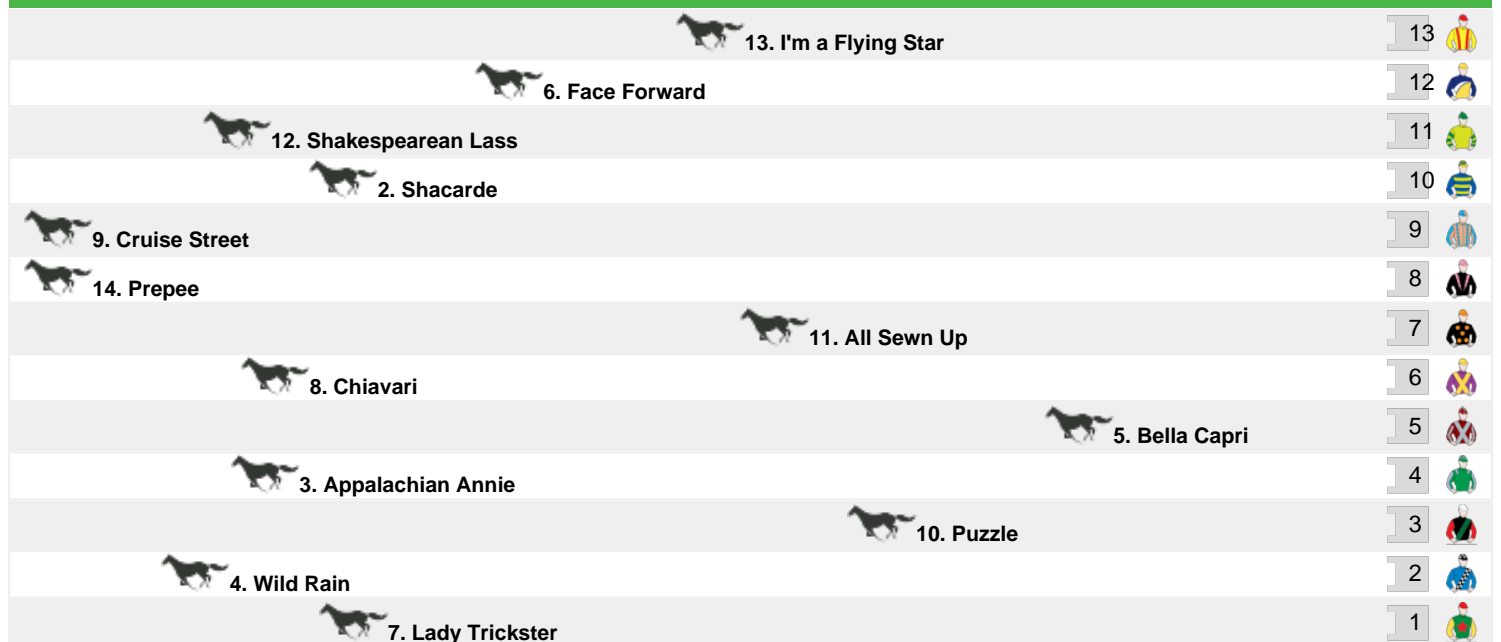 13. I'm a Flying Star 13
6. Face Forward 12
12. Shakespearean Lass 11
2. Shacarde 10
9. Cruise Street 9
14. Prepee 8
11. All Sewn Up 7
8. Chiavari 6
5. Bella Capri 5
3. Appalachian Annie 4
10. Puzzle 3
4. Wild Rain 2
7. Lady Trickster 1